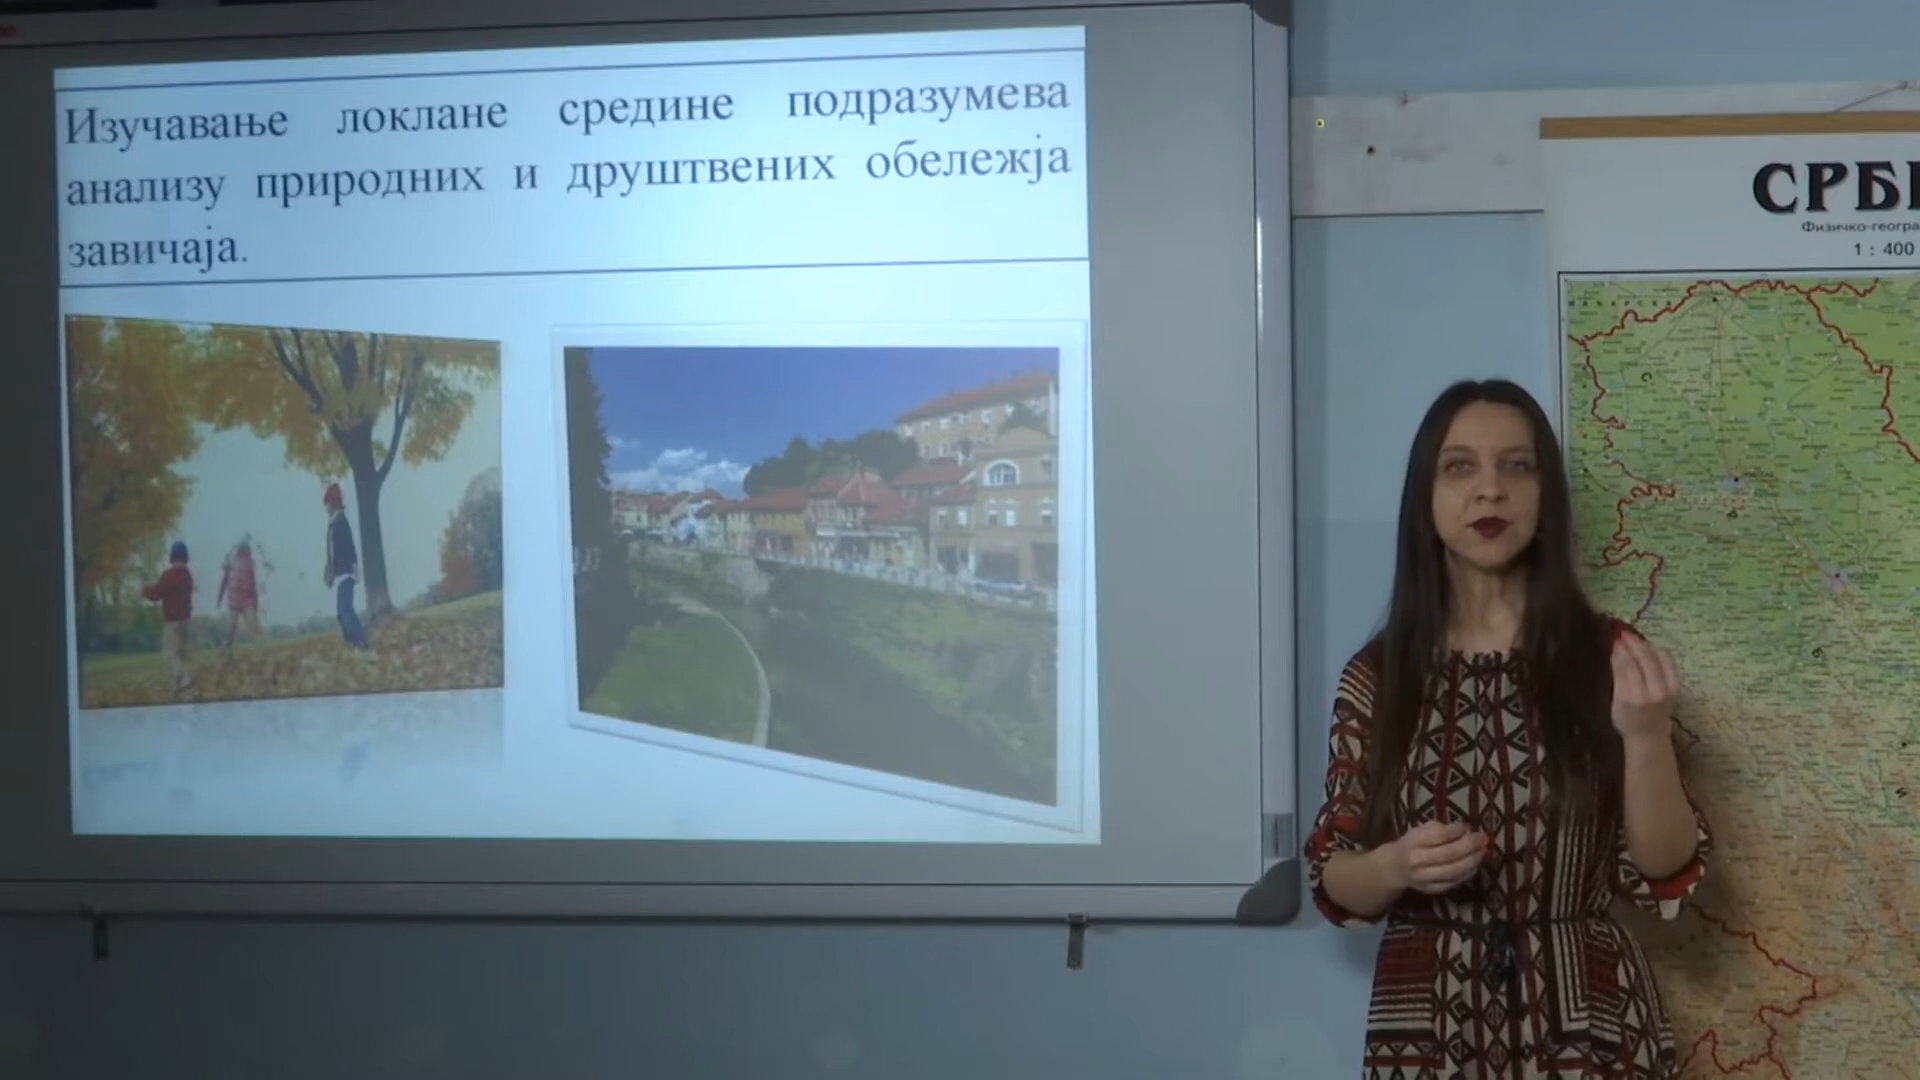 Изучавање локлане средине подразумева
анализу природних и друштвених обележја
завичаја.
СРБ
Физичко-геогра
1 : 400